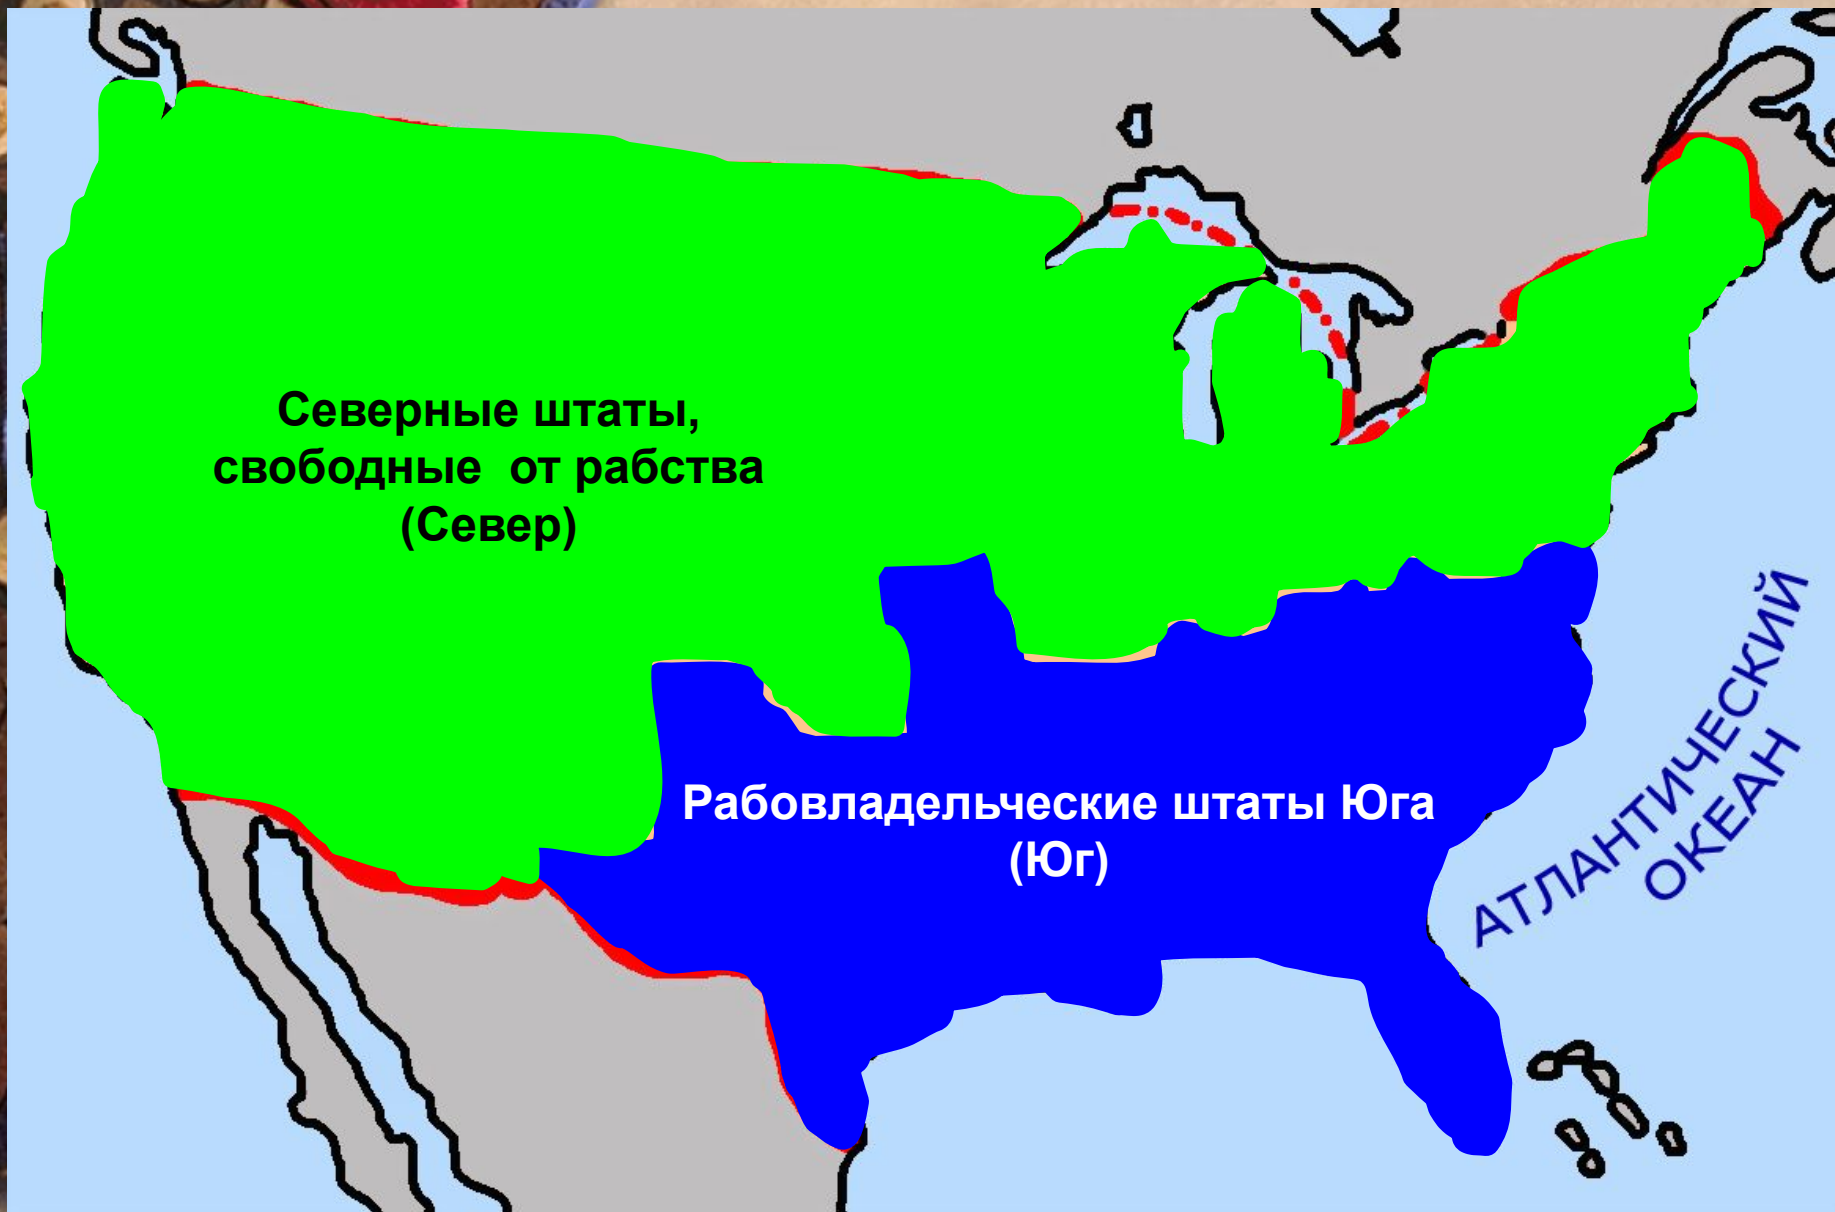 Северные штаты,
свободные от рабства
(Север)
Рабовладельческие штаты Юга
(Юг)
АТЛАНТИЧЕСКИЙ
ОКЕАН